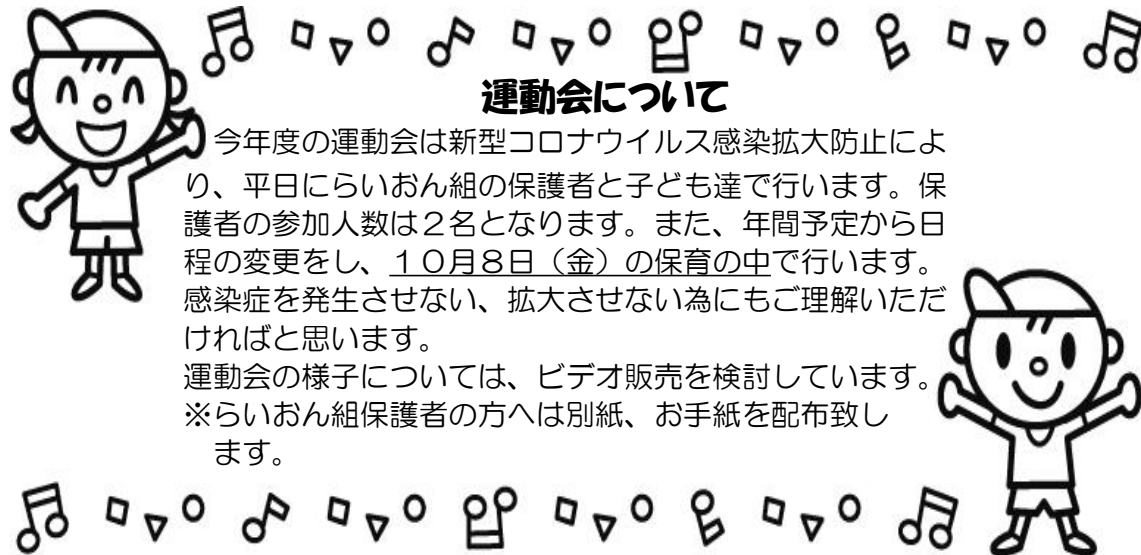 運動会について
今年度の運動会は新型コロナウイルス感染拡大防止によ
り、平日にらいおん組の保護者と子ども達で行います。保
護者の参加人数は２名となります。また、年間予定から日
程の変更をし、１０月８日（金）の保育の中で行います。
感染症を発生させない、拡大させない為にもご理解いただ
ければと思います。
運動会の様子については、ビデオ販売を検討しています。
※らいおん組保護者の方へは別紙、お手紙を配布致し
ます。